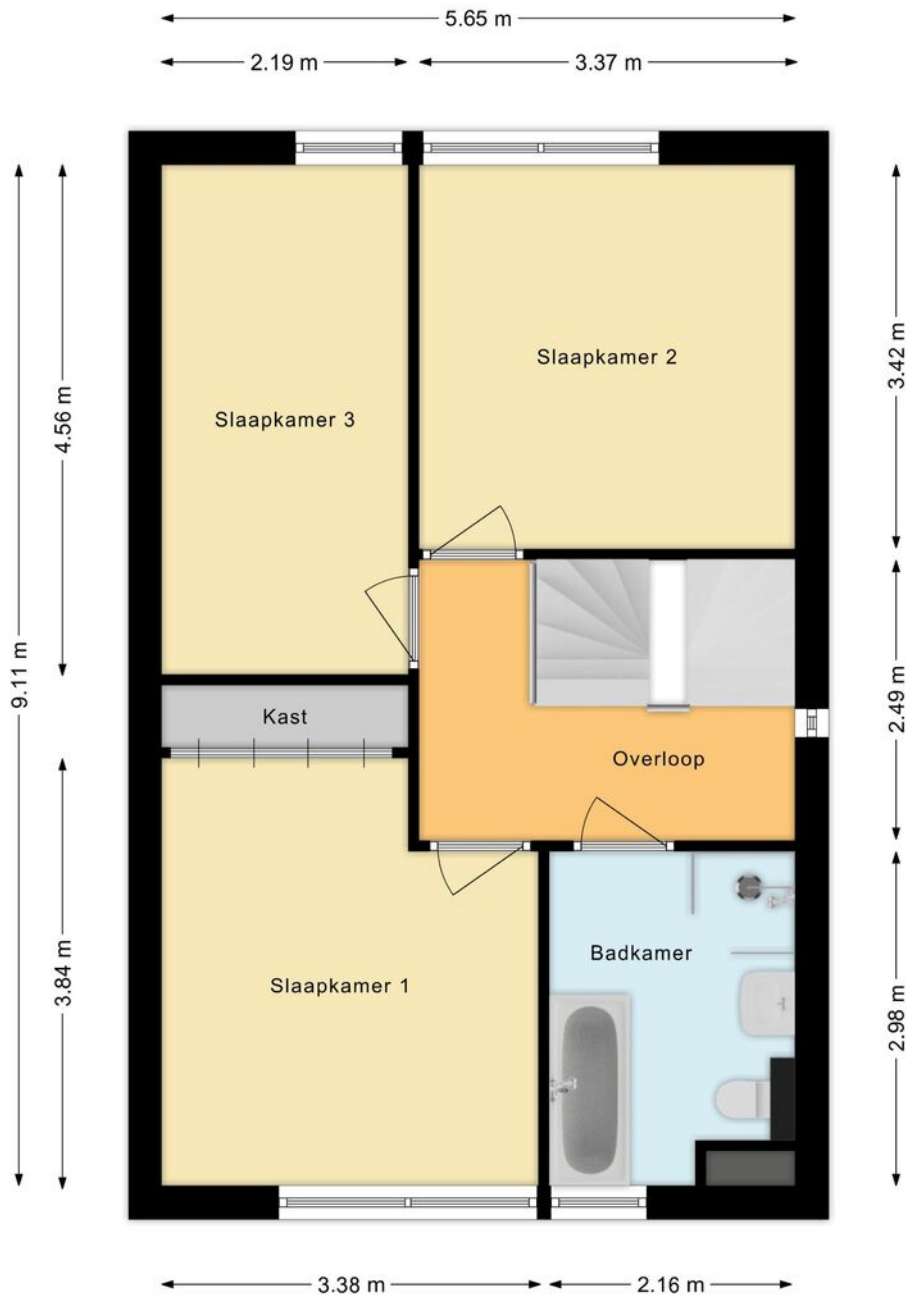 5.65 m
2.19 m
3.37 m
9.11 m
4.56 m
3.84 m
3.42 m
2.49 m
2.98 m
Slaapkamer 2
Slaapkamer 3
Kast
Overloop
Badkamer
Slaapkamer 1
3.38 m
2.16 m